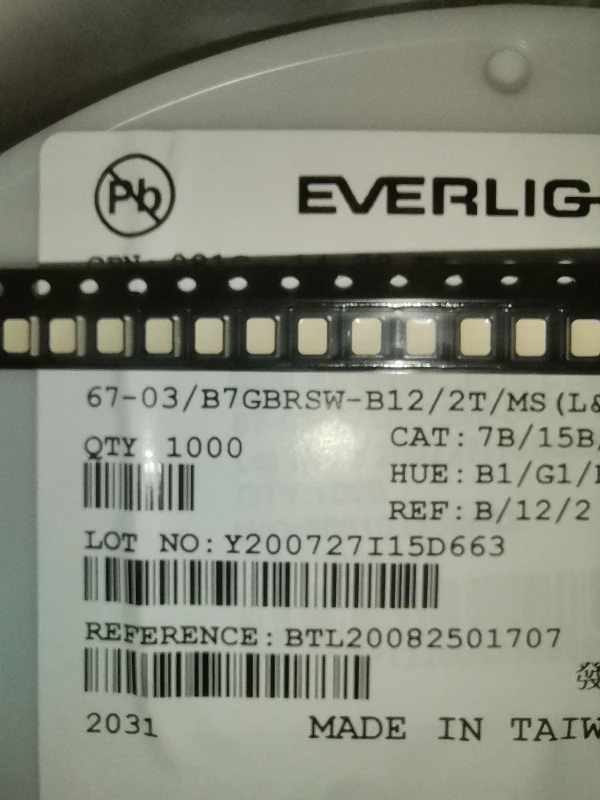 Pb
EVERLIG
67-03/B7GBRSW-B12/2T/MS(L&
QTY 1000
CAT: 7B/15B/
HUE: B1/G1/
REF: B/12/2
LOT NO:Y200727I15D663
REFERENCE:BTL20082501707
發
2031
MADE IN TAIW